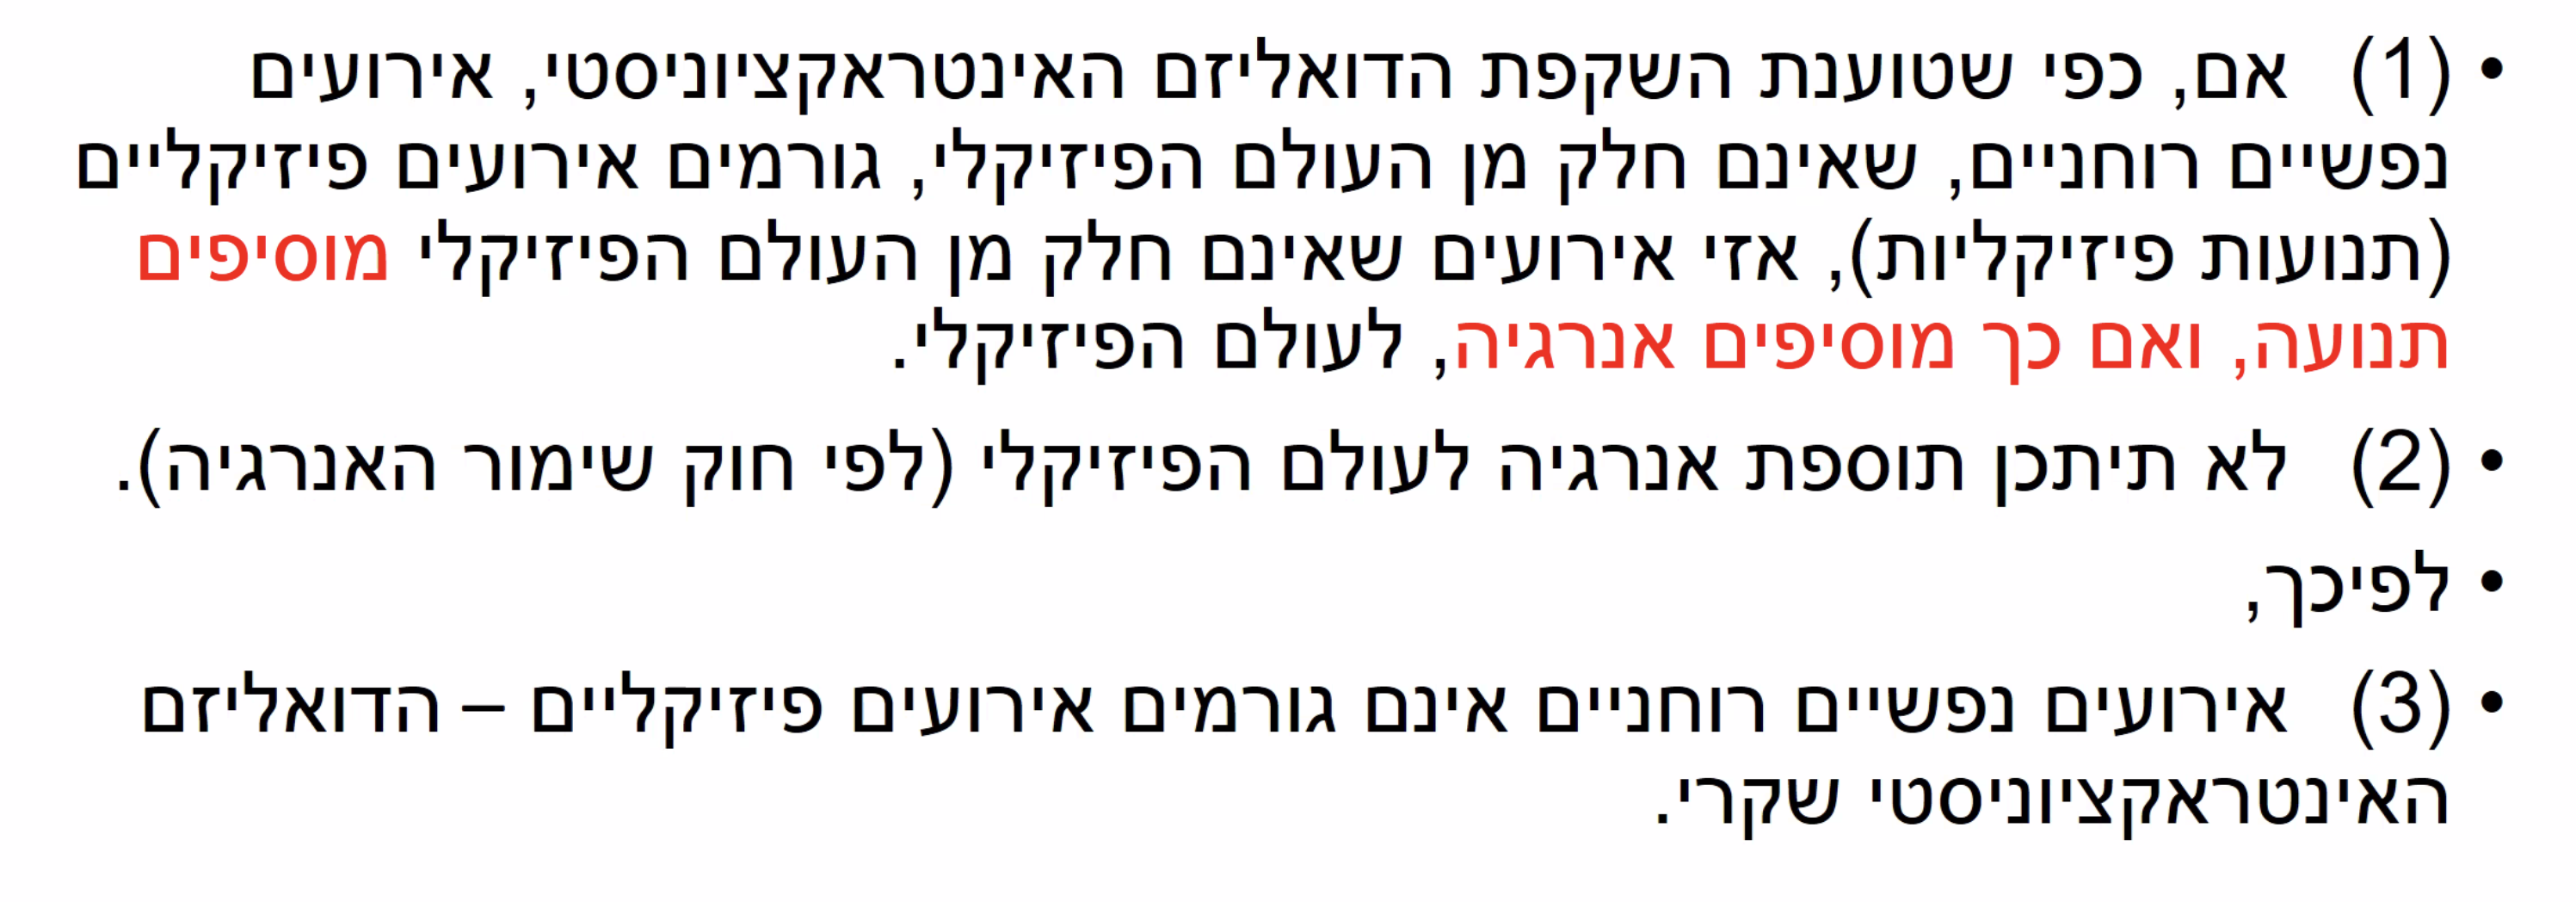 • (1) אם, כפי שטוענת השקפת הדואליזם האינטראקציוניסטי, אירועים
נפשיים רוחניים, שאינם חלק מן העולם הפיזיקלי, גורמים אירועים פיזיקליים
(תנועות פיזיקליות), אזי אירועים שאינם חלק מן העולם הפיזיקלי מוסיפים
תנועה, ואם כך מוסיפים אנרגיה, לעולם הפיזיקלי.
• (2) לא תיתכן תוספת אנרגיה לעולם הפיזיקלי (לפי חוק שימור האנרגיה).
• לפיכך,
• (3) אירועים נפשיים רוחניים אינם גורמים אירועים פיזיקליים – הדואליזם
האינטראקציוניסטי שקרי.